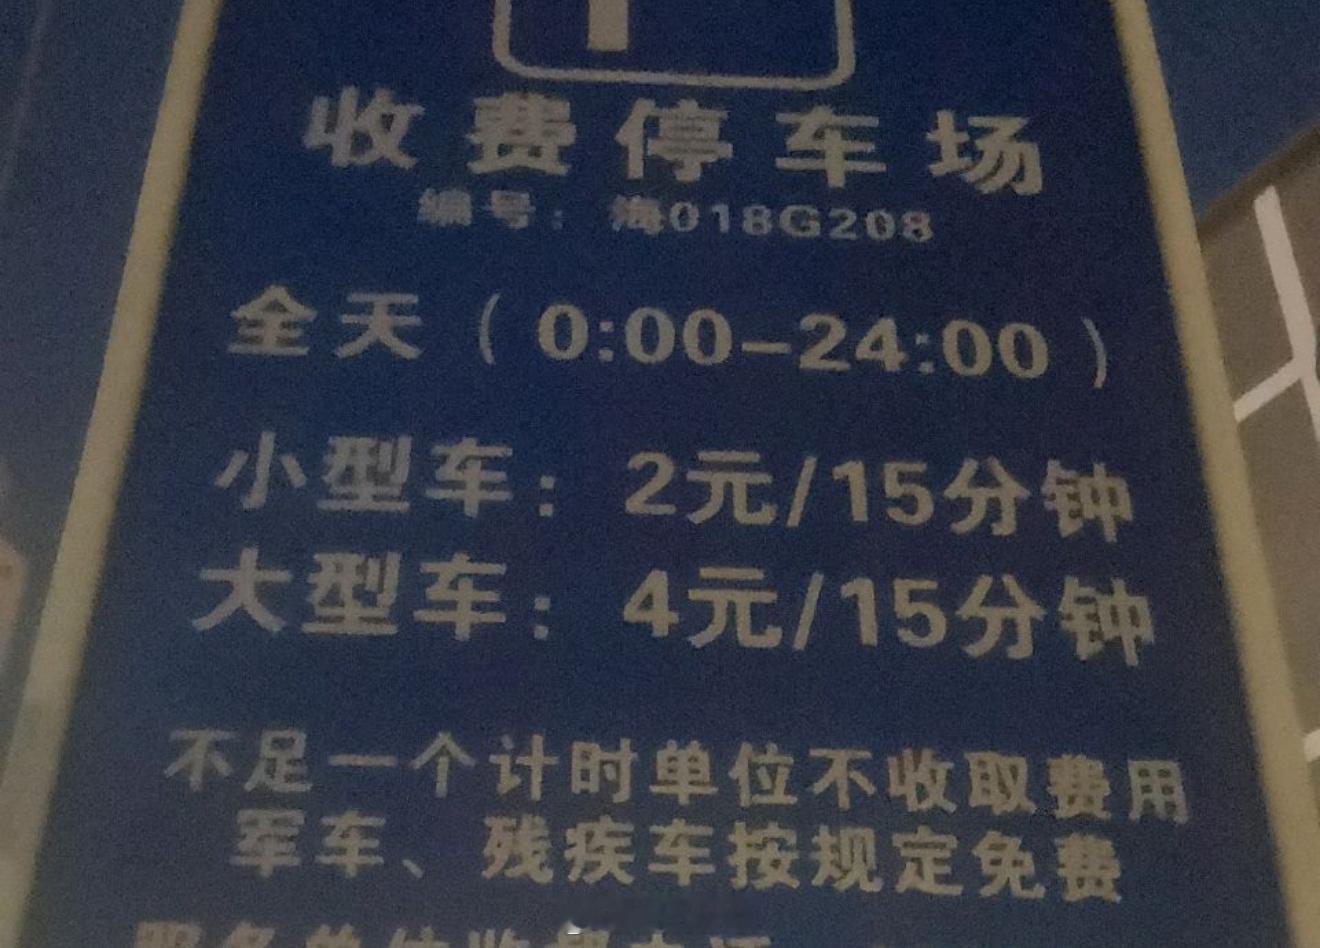 收费停车场
编号：海018G208
全天（0:00-24:00）
小型车：2元/15分钟
大型车：4元/15分钟
不足一个计时单位不收取费用
军车、残疾车按规定免费